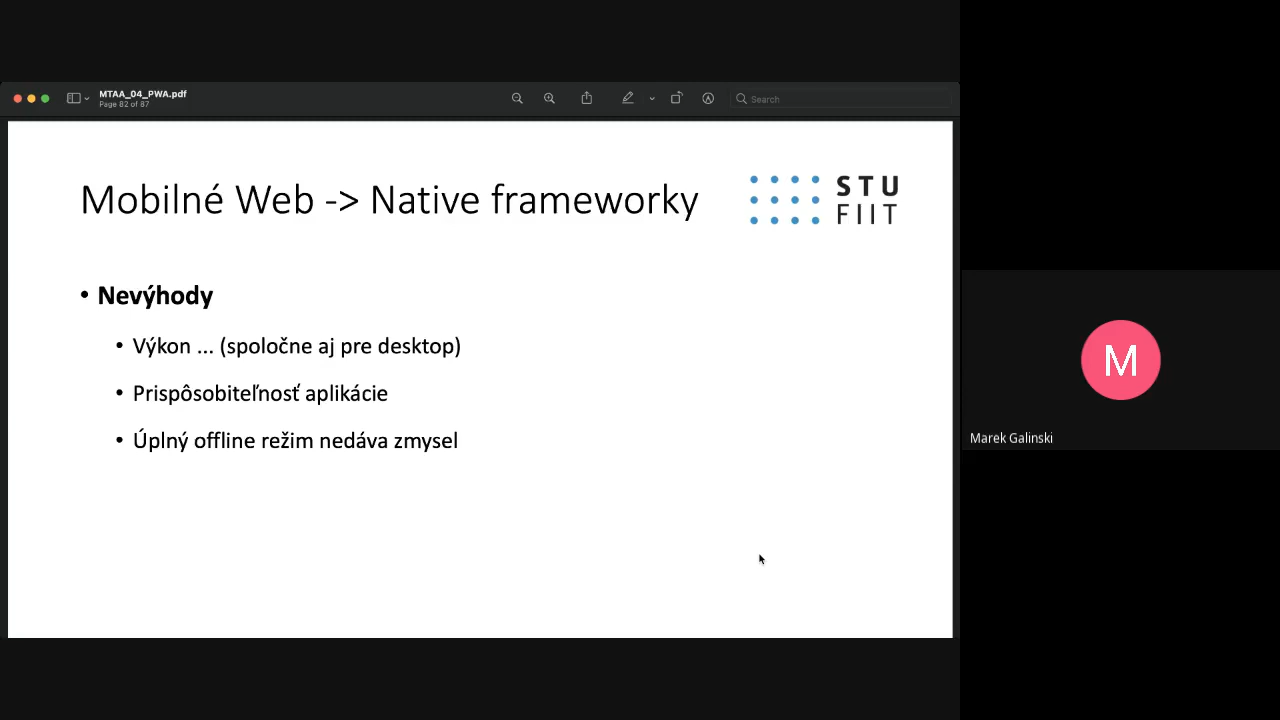 MTAA_04_PWA.pdf
Page 82 of 87
Search
Mobilné Web -> Native frameworky
STU
FIIT
• Nevýhody
• Výkon ... (spoločne aj pre desktop)
• Prispôsobiteľnosť aplikácie
• Úplný offline režim nedáva zmysel
M
Marek Galinski